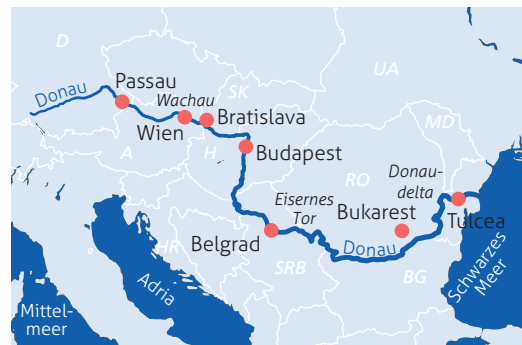 D
UA
Passau
SK
Donau
Wachau
Bratislava
MD
Wien
A
H
Budapest
Donau-
delta
RO
Eisernes
Tor
Bukarest
Tulcea
Belgrad
HR
Donau
SRB
BG
Adria
Schwarzes
Meer
Mittel-
meer